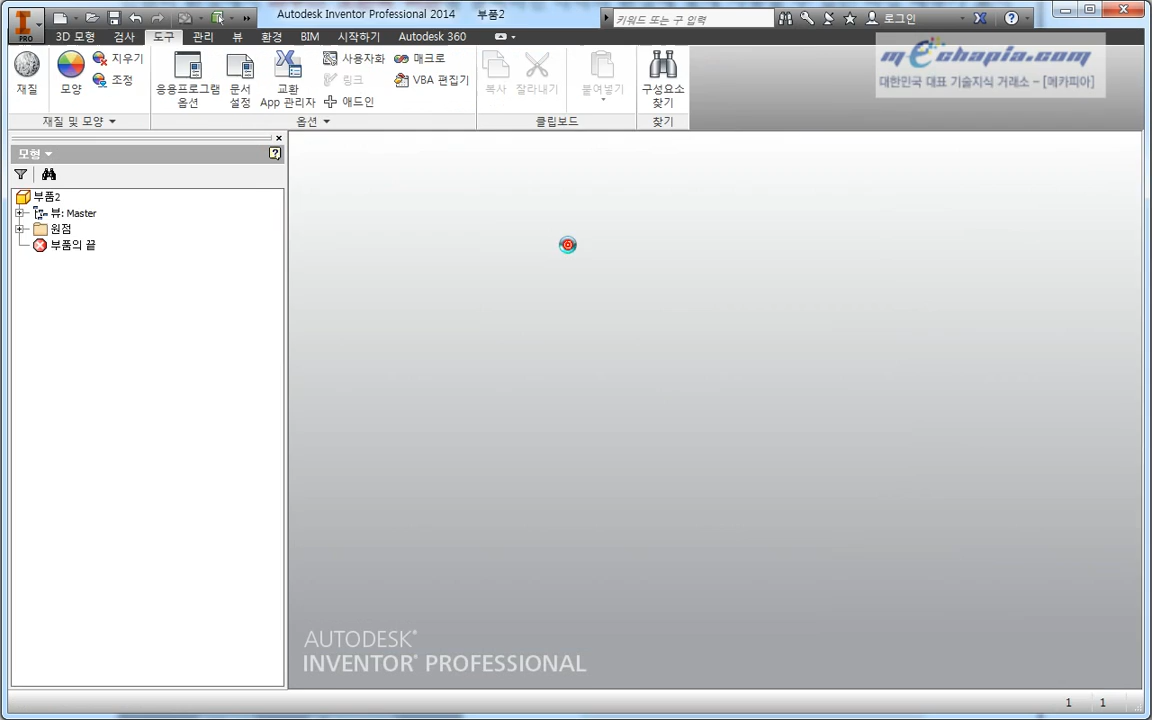 Autodesk Inventor Professional 2014 부품2
키워드 또는 구 입력
로그인
PRO
3D 모형 검사 도구 관리 뷰 환경 BIM 시작하기 Autodesk 360
mEchapia.com
대한민국 대표 기술지식 거래소 - [메카피아]
재질
모양
지우기
조정
응용프로그램
옵션
문서
설정
교환
App 관리자
사용자화
링크
애드인
매크로
VBA 편집기
복사
잘라내기
붙여넣기
구성요소
찾기
재질 및 모양
옵션
클립보드
찾기
모형
부품2
뷰: Master
원점
부품의 끝
AUTODESK®
INVENTOR® PROFESSIONAL
1 1